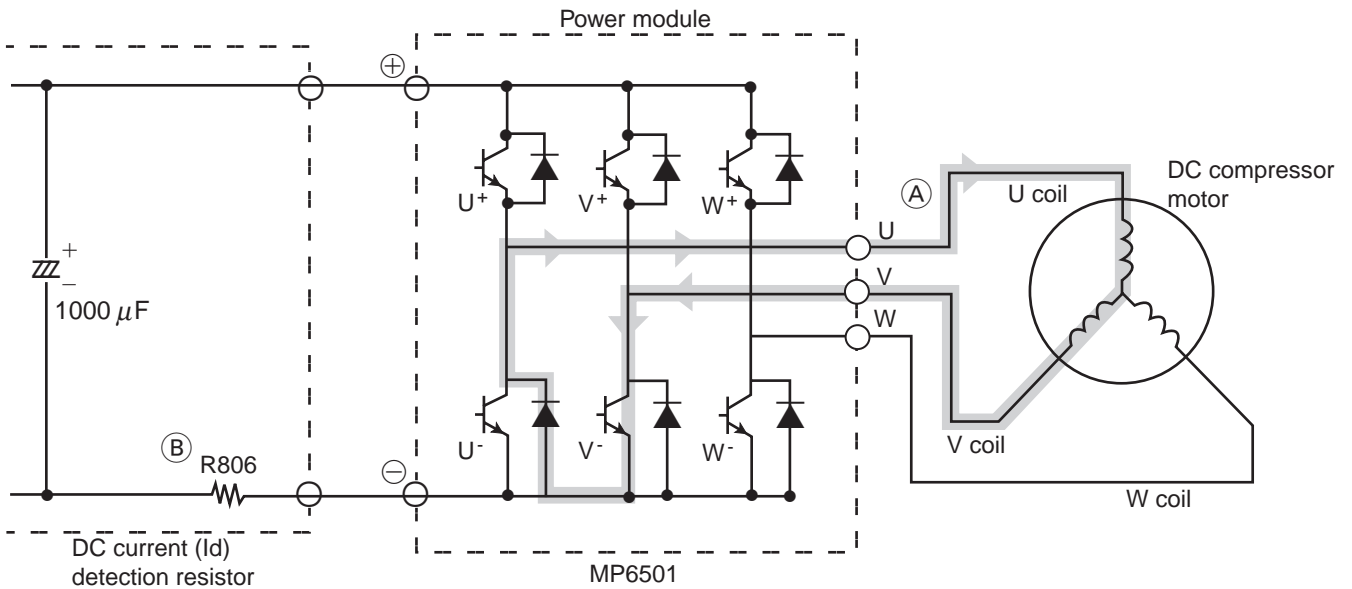 Power module
⊕
U⁺
V⁺
W⁺
Ⓐ
U coil
DC compressor
motor
U
V
W
+
−
1000 μF
Ⓑ
R806
⊖
U⁻
V⁻
W⁻
V coil
W coil
DC current (Id)
detection resistor
MP6501